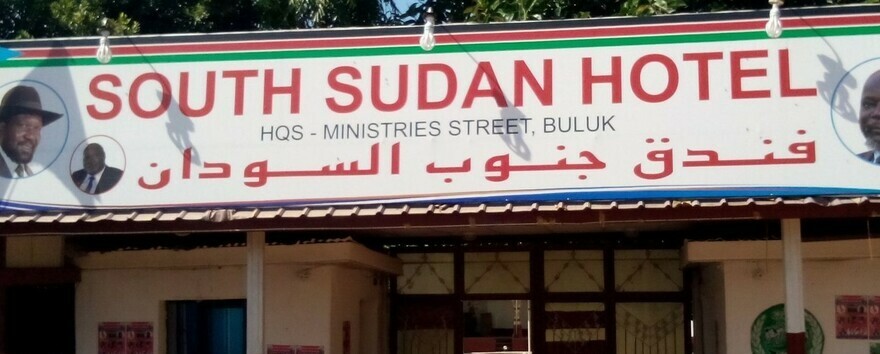 SOUTH SUDAN HOTEL
HQS - MINISTRIES STREET, BULUK
فندق جنوب السودان